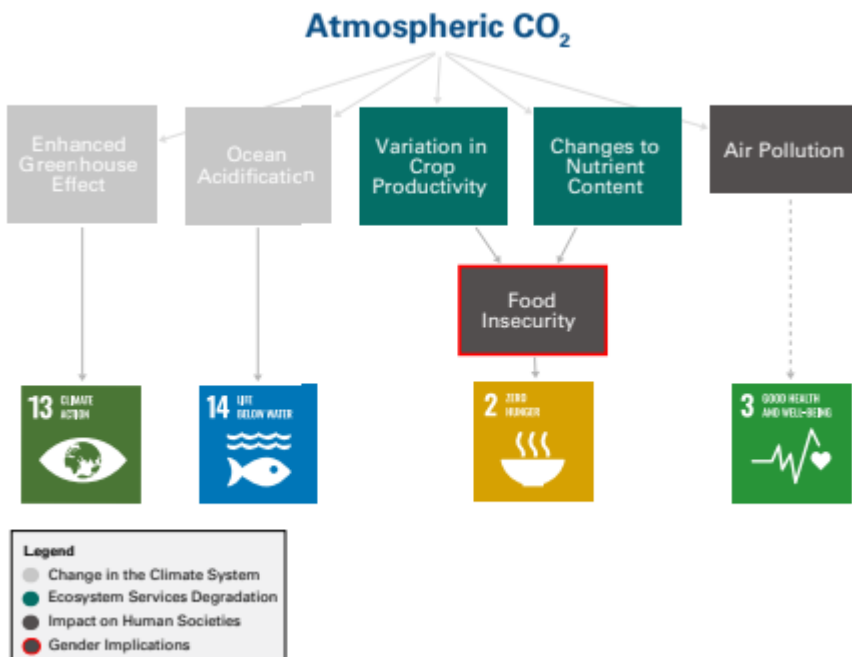 Atmospheric CO₂
Enhanced
Greenhouse
Effect
Ocean
Acidification
Variation in
Crop
Productivity
Changes to
Nutrient
Content
Air Pollution
Food
Insecurity
13 CLIMATE
ACTION
14 LIFE
BELOW WATER
2 ZERO
HUNGER
3 GOOD HEALTH
AND WELL-BEING
Legend
Change in the Climate System
Ecosystem Services Degradation
Impact on Human Societies
Gender Implications